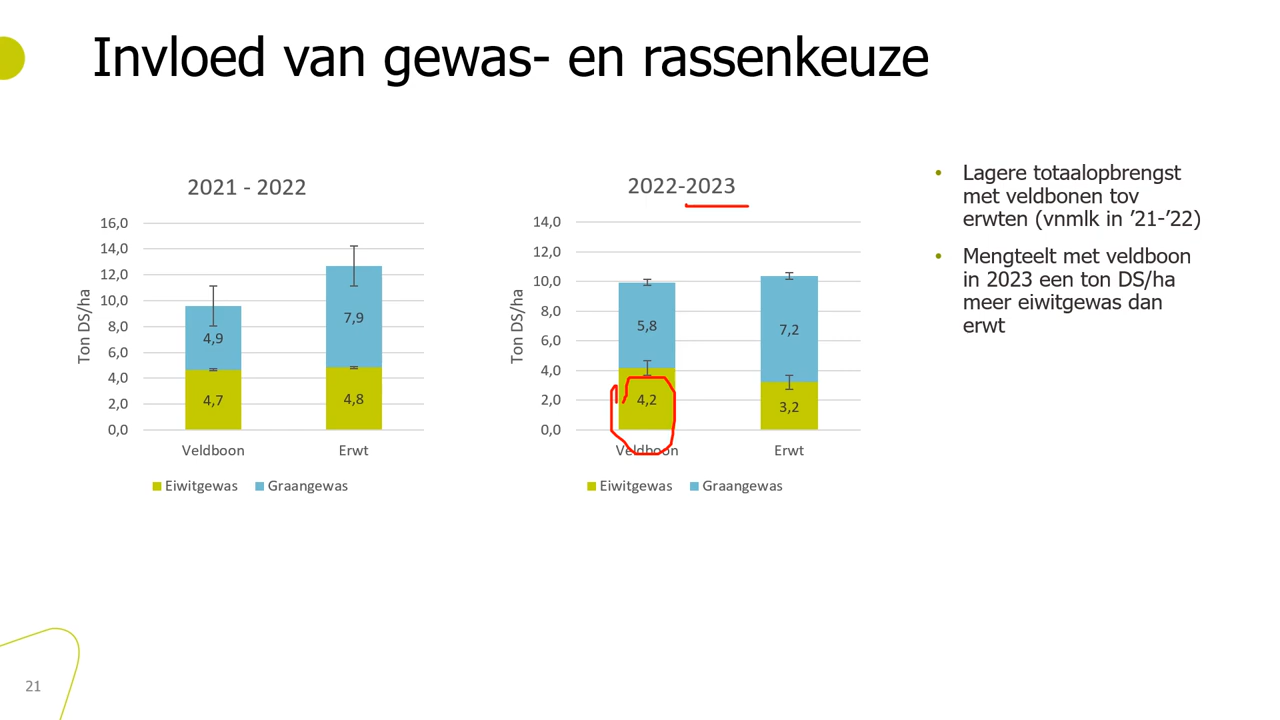 Invloed van gewas- en rassenkeuze
2021 - 2022
16,0
14,0
12,0
10,0
8,0
6,0
4,0
2,0
0,0
Ton DS/ha
4,9
4,7
7,9
4,8
Veldboon
Erwt
Eiwitgewas
Graangewas
2022-2023
14,0
12,0
10,0
8,0
6,0
4,0
2,0
0,0
Ton DS/ha
5,8
4,2
7,2
3,2
Veldboon
Erwt
Eiwitgewas
Graangewas
• Lagere totaalopbrengst
met veldbonen tov
erwten (vnmlk in ’21-’22)
• Mengteelt met veldboon
in 2023 een ton DS/ha
meer eiwitgewas dan
erwt
21